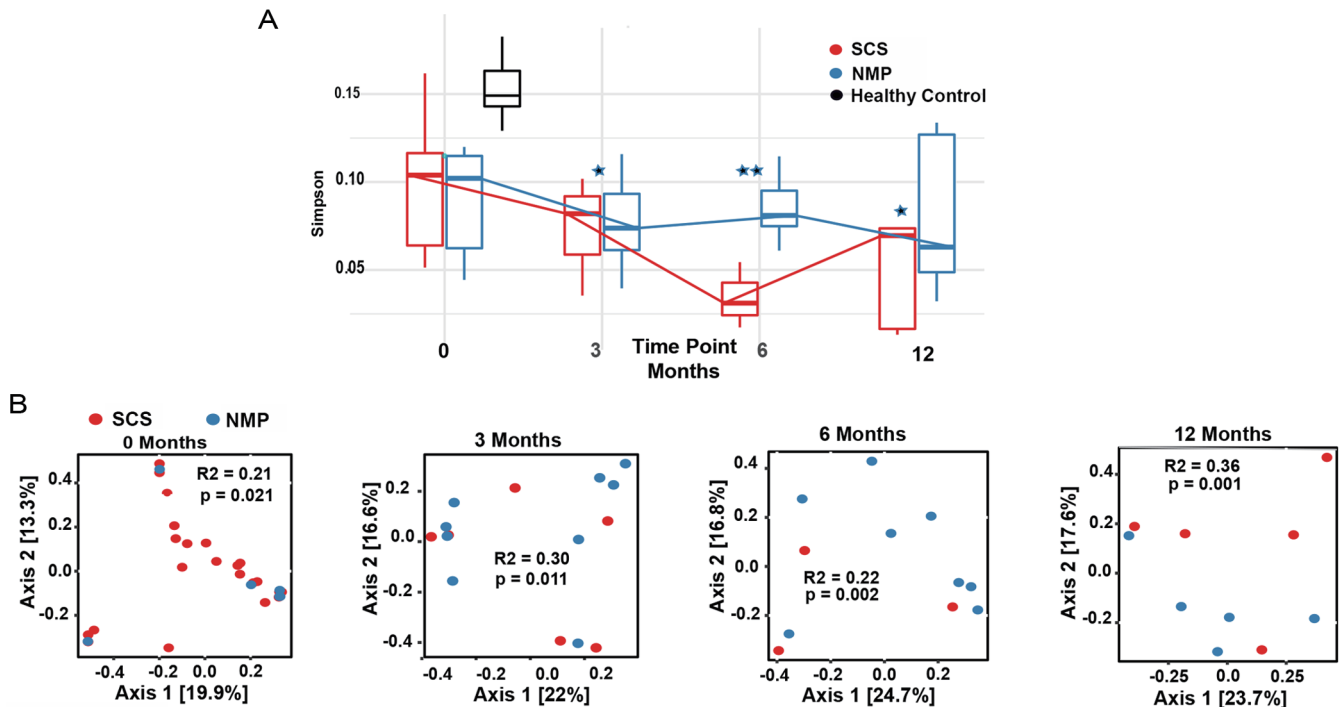 A
SCS
NMP
Healthy Control
0.15
0.10
0.05
Simpson
0
3
6
12
Time Point
Months
B
SCS
NMP
0 Months
R2 = 0.21
p = 0.021
0.4
0.2
0.0
-0.2
Axis 2 [13.3%]
-0.4
-0.2
0.0
0.2
Axis 1 [19.9%]
3 Months
R2 = 0.30
p = 0.011
0.2
0.0
-0.2
-0.4
Axis 2 [16.6%]
-0.4
-0.2
0.0
0.2
Axis 1 [22%]
6 Months
R2 = 0.22
p = 0.002
0.4
0.2
0.0
-0.2
Axis 2 [16.8%]
-0.4
-0.2
0.0
0.2
Axis 1 [24.7%]
12 Months
R2 = 0.36
p = 0.001
0.4
0.2
0.0
-0.2
Axis 2 [17.6%]
-0.25
0.00
0.25
Axis 1 [23.7%]